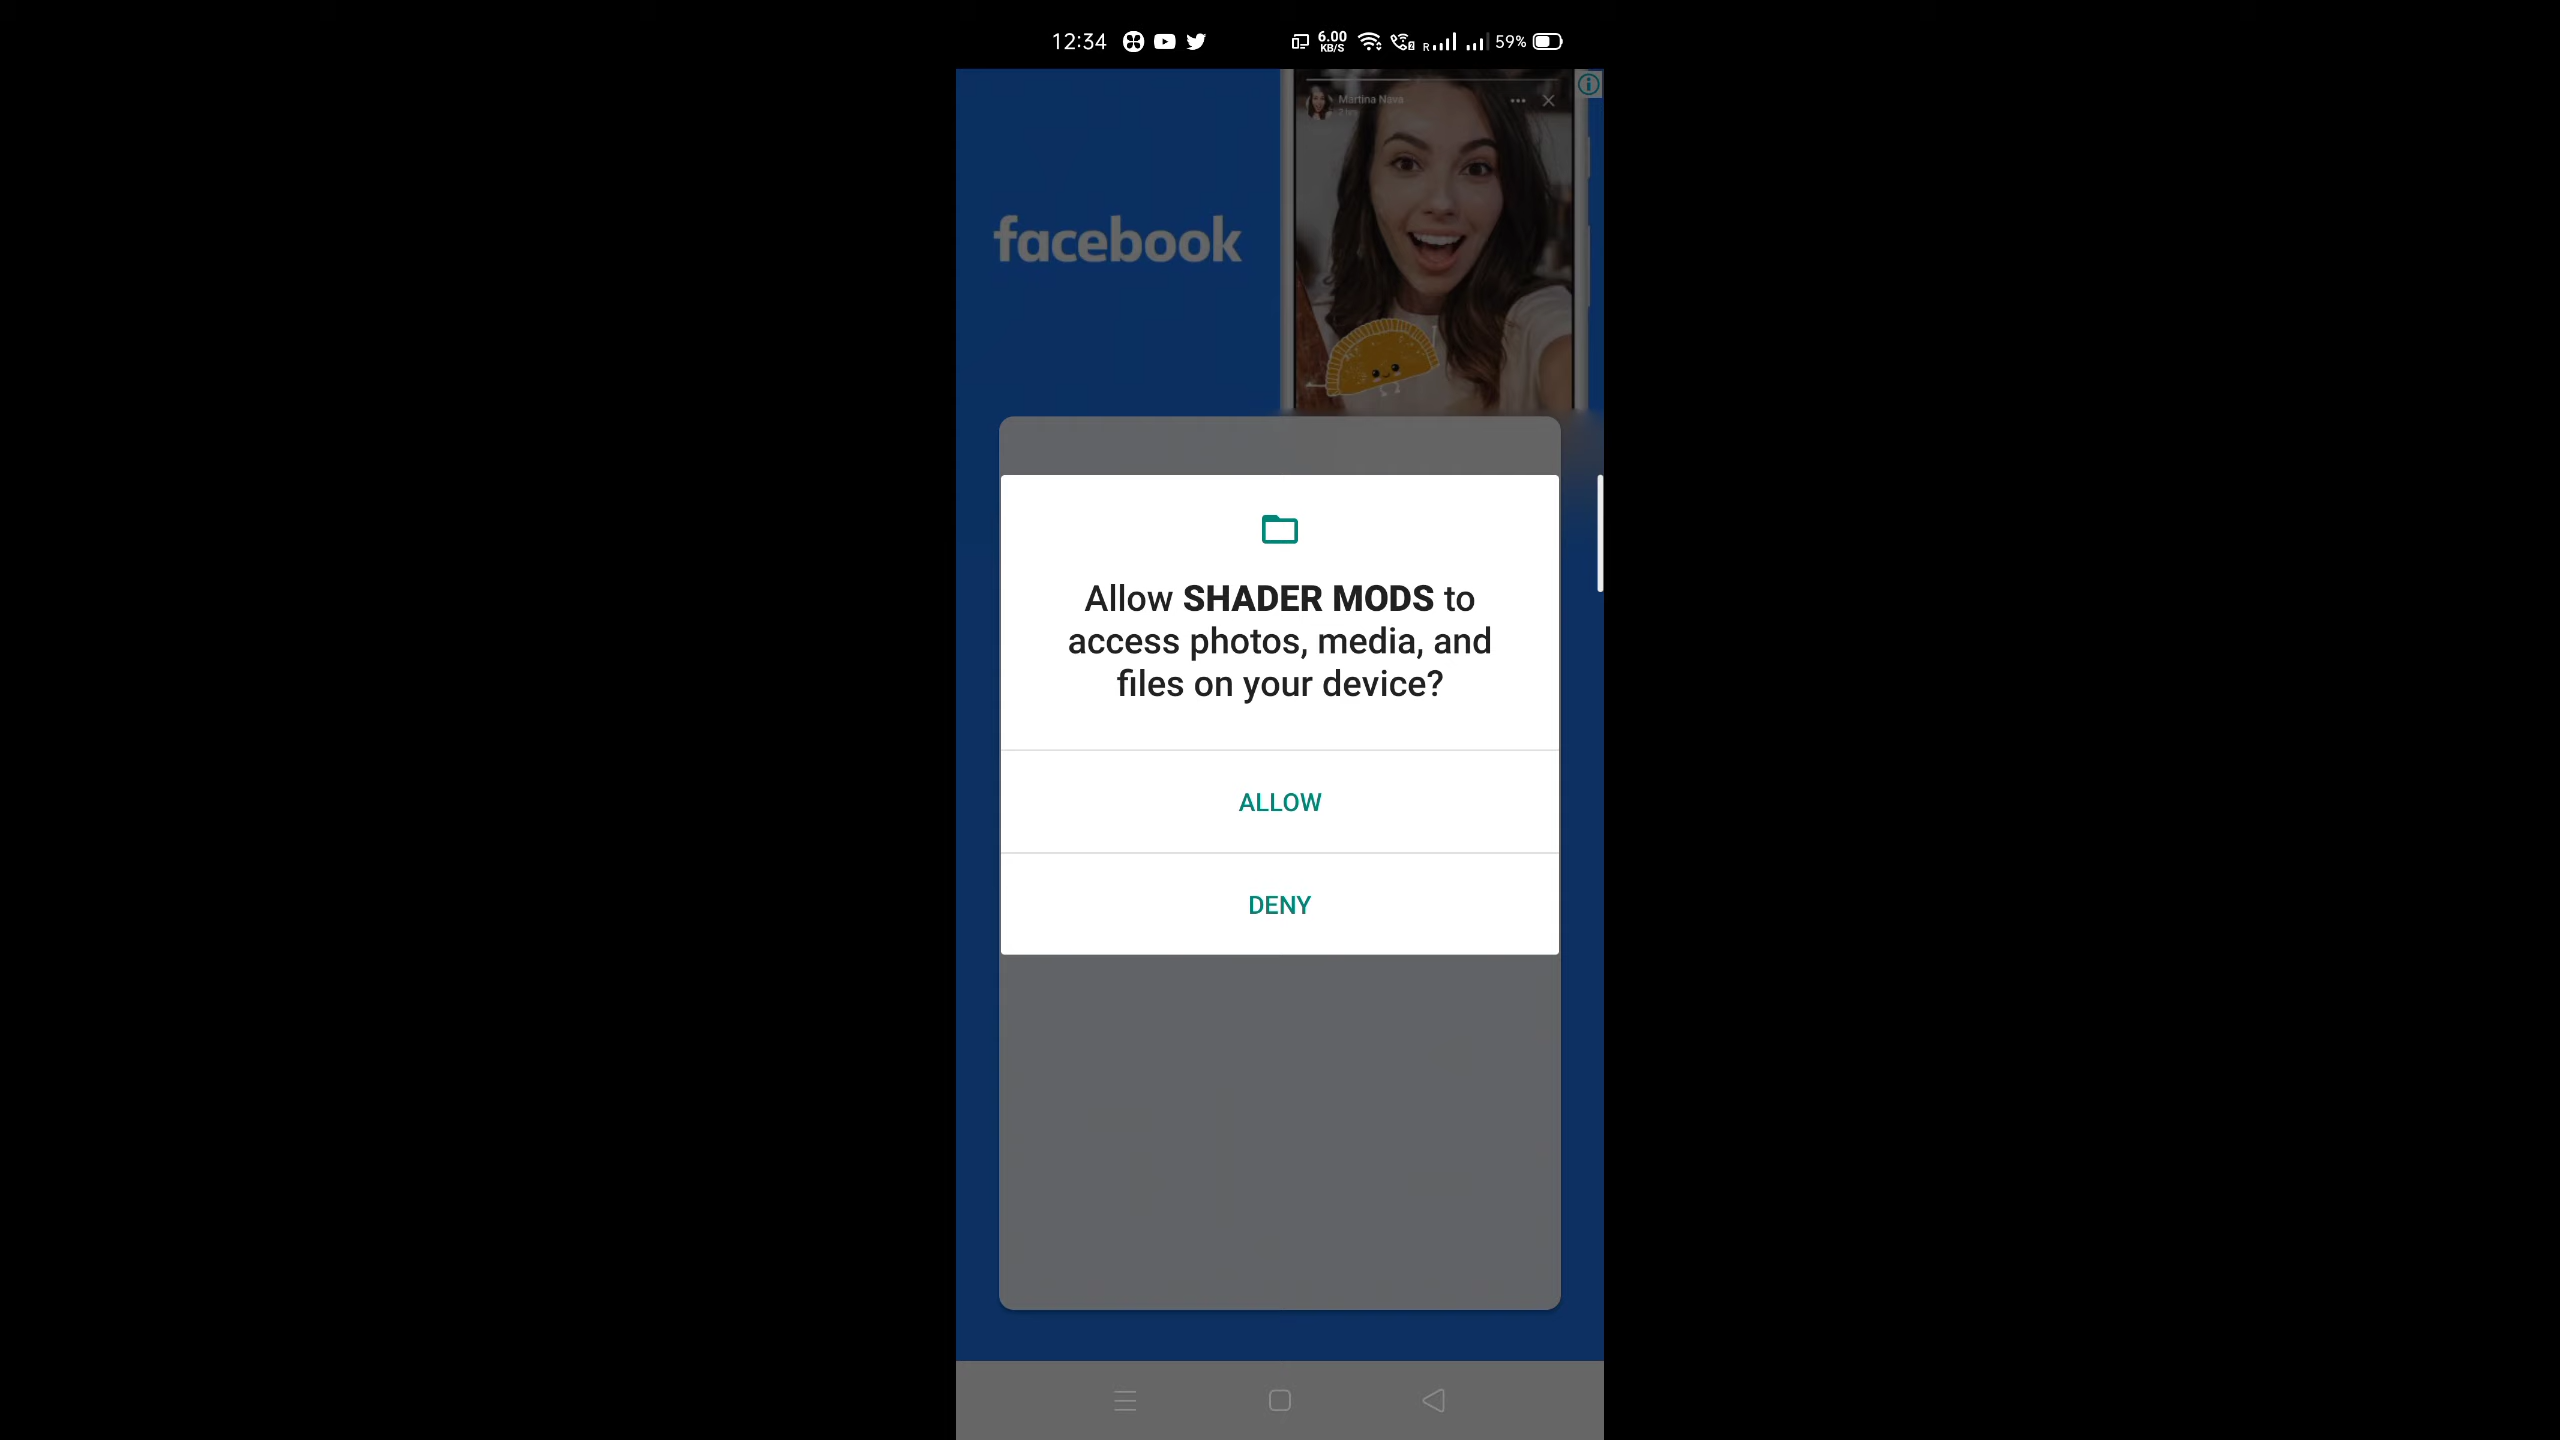 12:34
6.00
KB/S
R
59%
Martina Nava
facebook
Allow SHADER MODS to
access photos, media, and
files on your device?
ALLOW
DENY